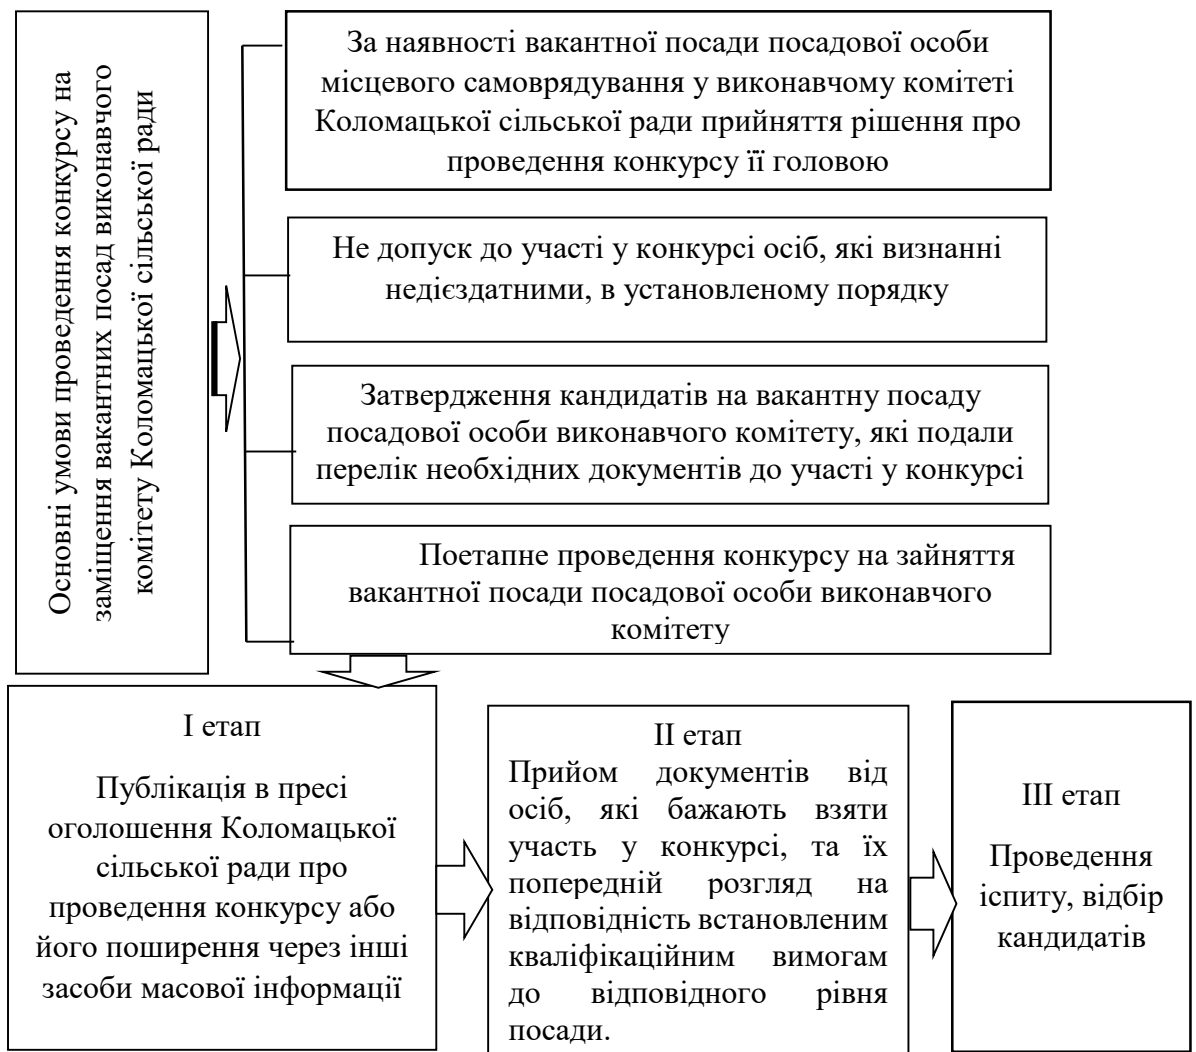 Основні умови проведення конкурсу на
заміщення вакантних посад виконавчого
комітету Коломацької сільської ради
За наявності вакантної посади посадової особи
місцевого самоврядування у виконавчому комітеті
Коломацької сільської ради прийняття рішення про
проведення конкурсу її головою
Не допуск до участі у конкурсі осіб, які визнанні
недієздатними, в установленому порядку
Затвердження кандидатів на вакантну посаду
посадової особи виконавчого комітету, які подали
перелік необхідних документів до участі у конкурсі
Поетапне проведення конкурсу на зайняття
вакантної посади посадової особи виконавчого
комітету
І етап
Публікація в пресі
оголошення Коломацької
сільської ради про
проведення конкурсу або
його поширення через інші
засоби масової інформації
ІІ етап
Прийом документів від
осіб, які бажають взяти
участь у конкурсі, та їх
попередній розгляд на
відповідність встановленим
кваліфікаційним вимогам
до відповідного рівня
посади.
ІІІ етап
Проведення
іспиту, відбір
кандидатів